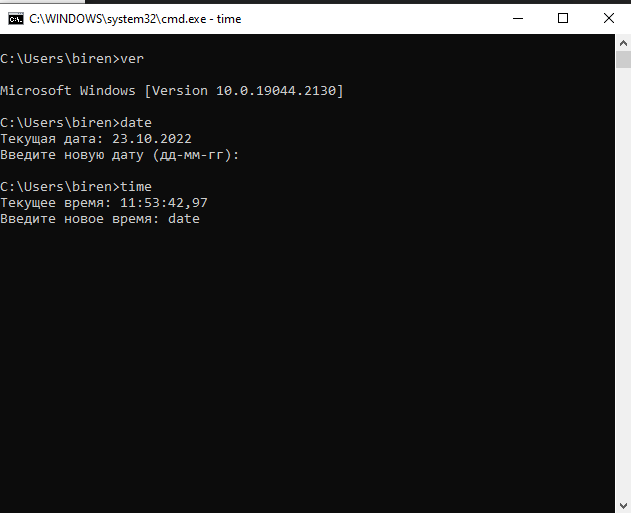 C:\WINDOWS\system32\cmd.exe - time
C:\Users\biren>ver
Microsoft Windows [Version 10.0.19044.2130]
C:\Users\biren>date
Текущая дата: 23.10.2022
Введите новую дату (дд-мм-гг):
C:\Users\biren>time
Текущее время: 11:53:42,97
Введите новое время: date